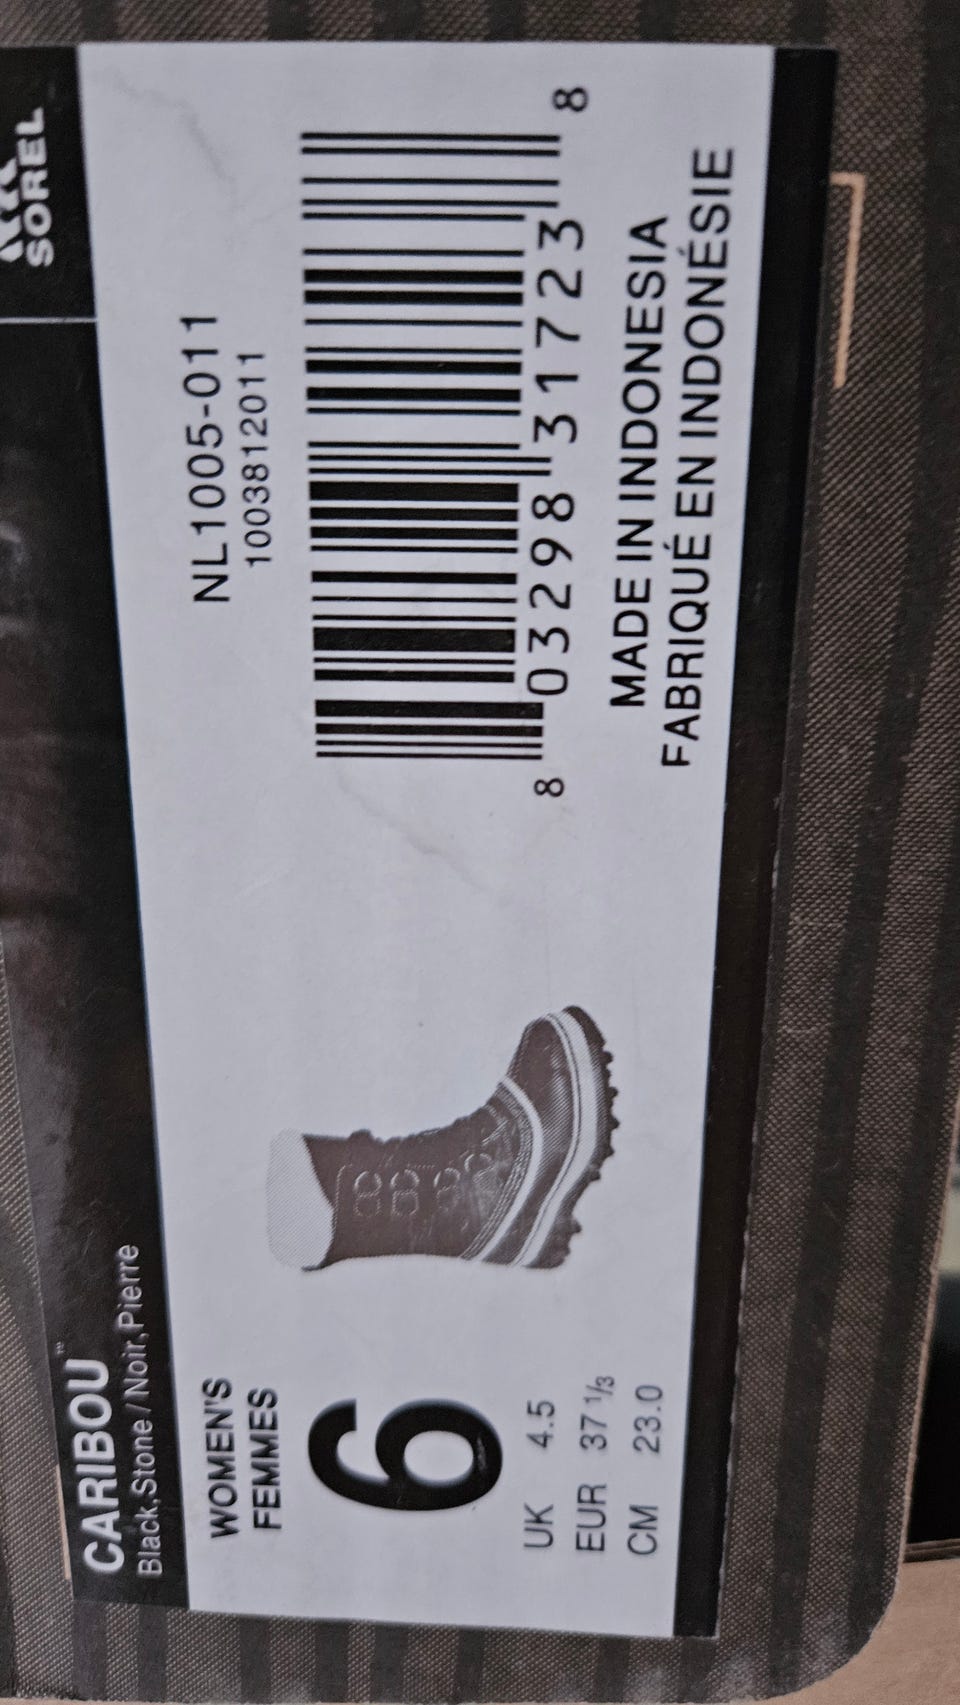 CARIBOU™
Black,Stone / Noir,Pierre
SOREL
WOMEN'S
FEMMES
6
UK 4.5
EUR 37 1/3
CM 23.0
NL1005-011
1003812011
8 03298 31723 8
MADE IN INDONESIA
FABRIQUÉ EN INDONÉSIE